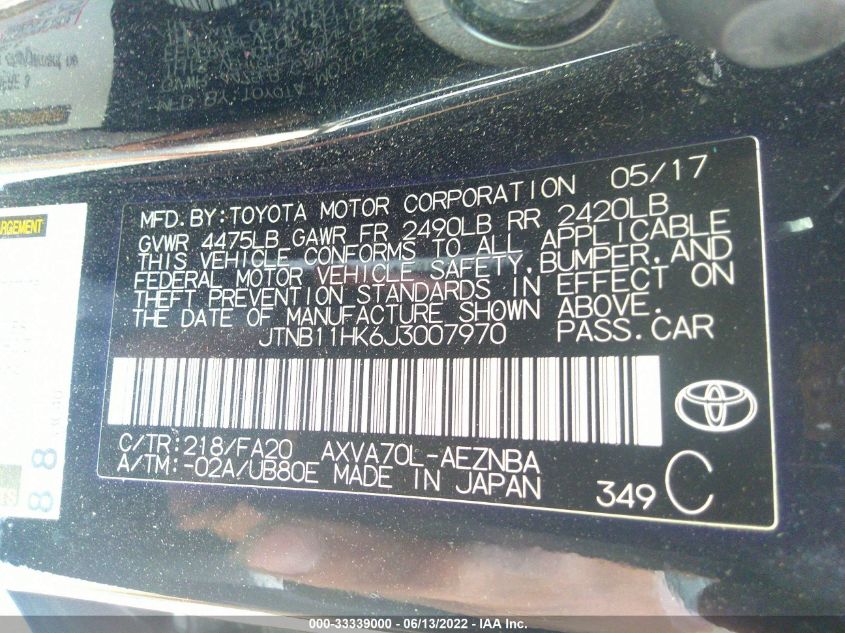 ARGEMENT
MFD.BY:TOYOTA MOTOR CORPORATION 05/17
GVWR 4475LB GAWR FR 2490LB RR 2420LB
THIS VEHICLE CONFORMS TO ALL APPLICABLE
FEDERAL MOTOR VEHICLE SAFETY,BUMPER,AND
THEFT PREVENTION STANDARDS IN EFFECT ON
THE DATE OF MANUFACTURE SHOWN ABOVE.
JTNB11HK6J3007970 PASS.CAR
C/TR:218/FA20 AXVA70L-AEZNBA
A/TM:-02A/UB80E MADE IN JAPAN
349 C
88
000-33339000 - 06/13/2022 - IAA Inc.